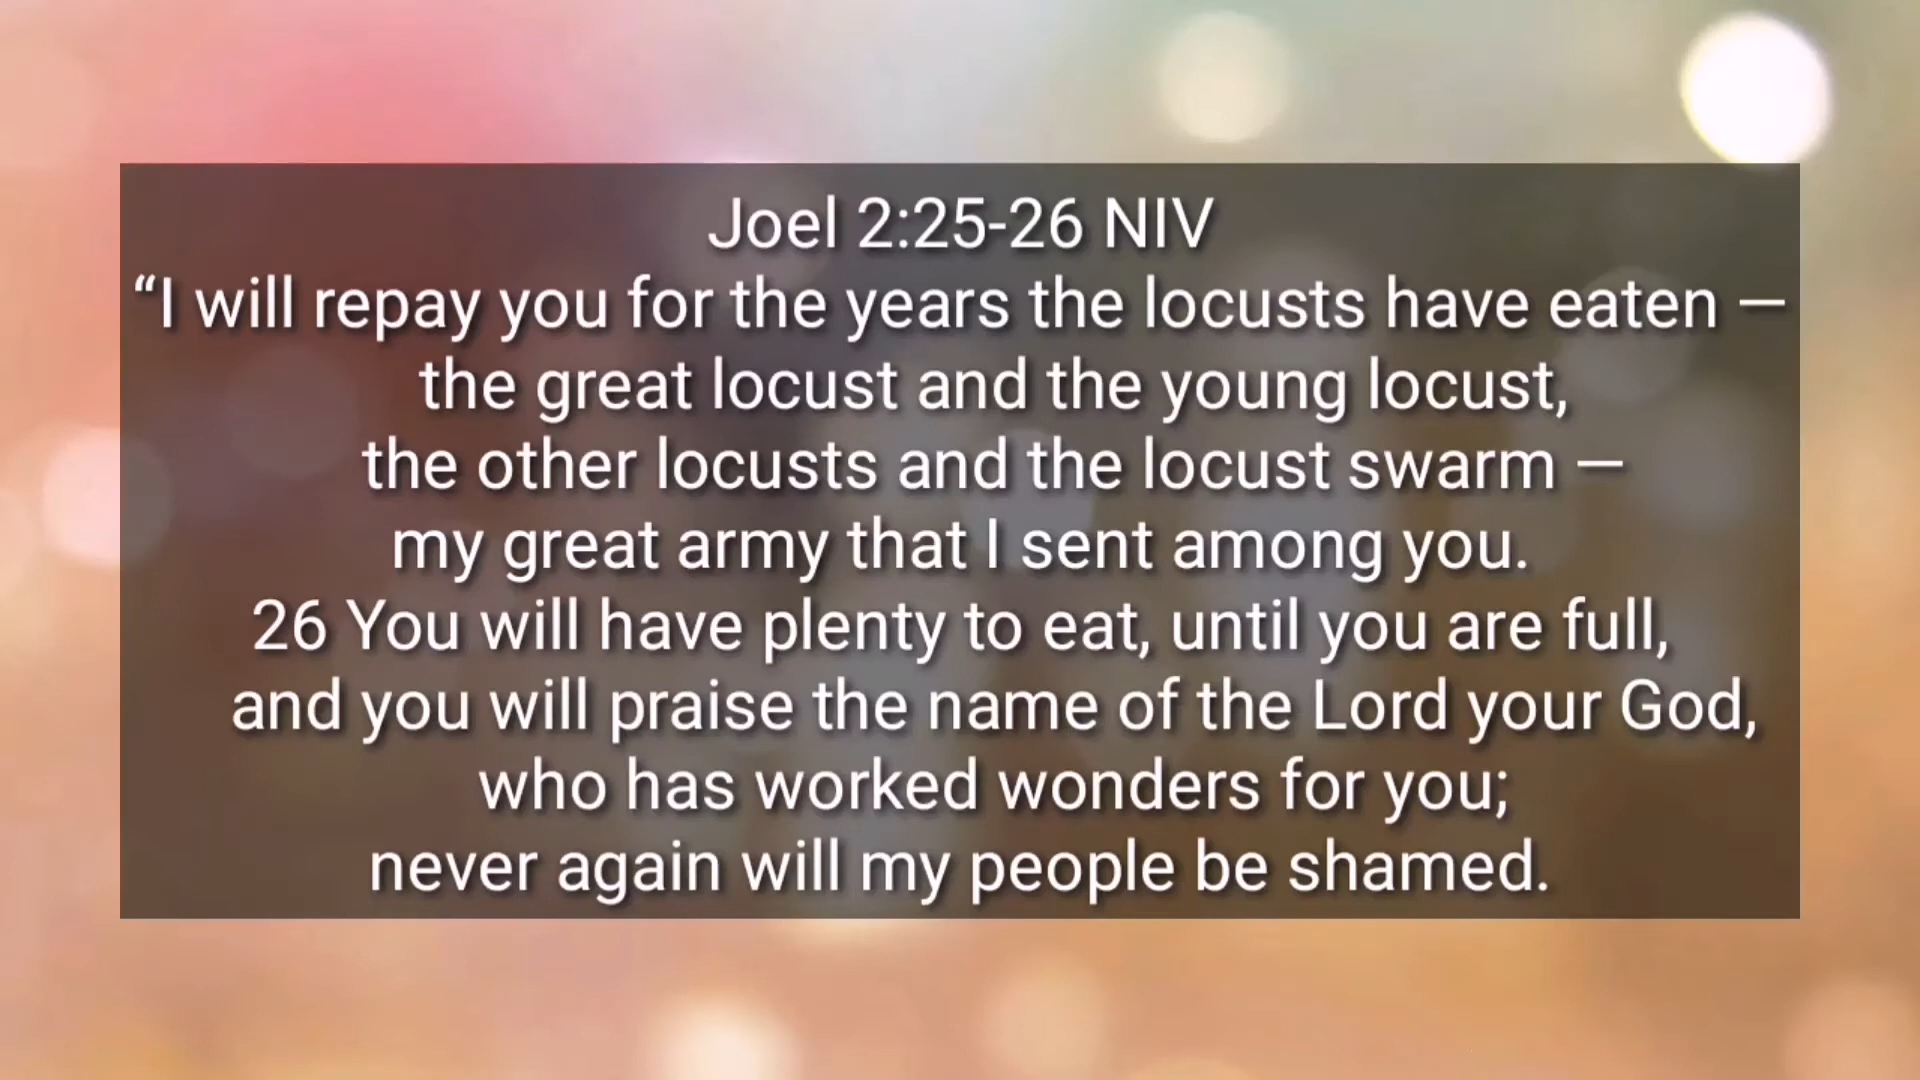 Joel 2:25-26 NIV
“I will repay you for the years the locusts have eaten —
the great locust and the young locust,
the other locusts and the locust swarm —
my great army that I sent among you.
26 You will have plenty to eat, until you are full,
and you will praise the name of the Lord your God,
who has worked wonders for you;
never again will my people be shamed.